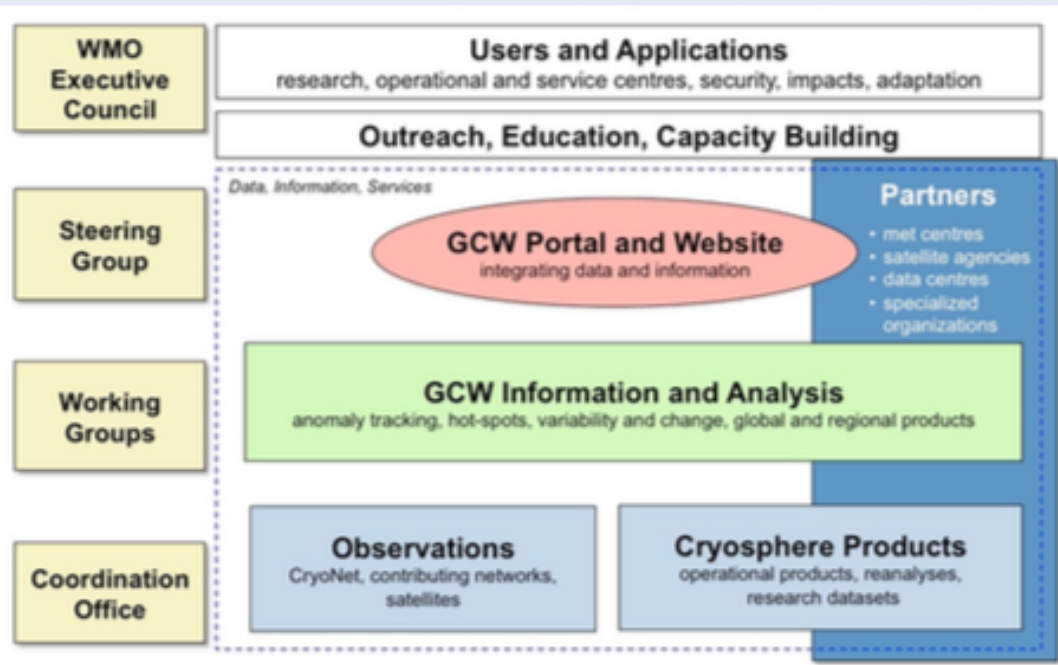 WMO
Executive
Council
Users and Applications
research, operational and service centres, security, impacts, adaptation
Outreach, Education, Capacity Building
Data, Information, Services
Partners
• met centres
• satellite agencies
• data centres
• specialized
organizations
Steering
Group
GCW Portal and Website
integrating data and information
Working
Groups
GCW Information and Analysis
anomaly tracking, hot-spots, variability and change, global and regional products
Coordination
Office
Observations
CryoNet, contributing networks,
satellites
Cryosphere Products
operational products, reanalyses,
research datasets